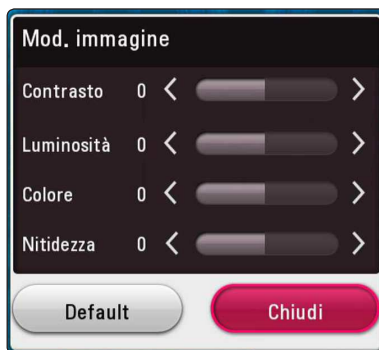 Mod. immagine
Contrasto 0
Luminosità 0
Colore 0
Nitidezza 0
Default Chiudi